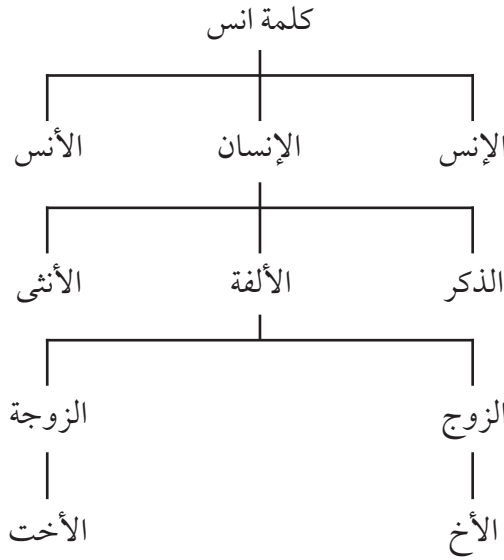 كلمة انس
الإنس الإنسان الأنس
الذكر الألفة الأنثى
الزوج الزوجة
الأخ الأخت